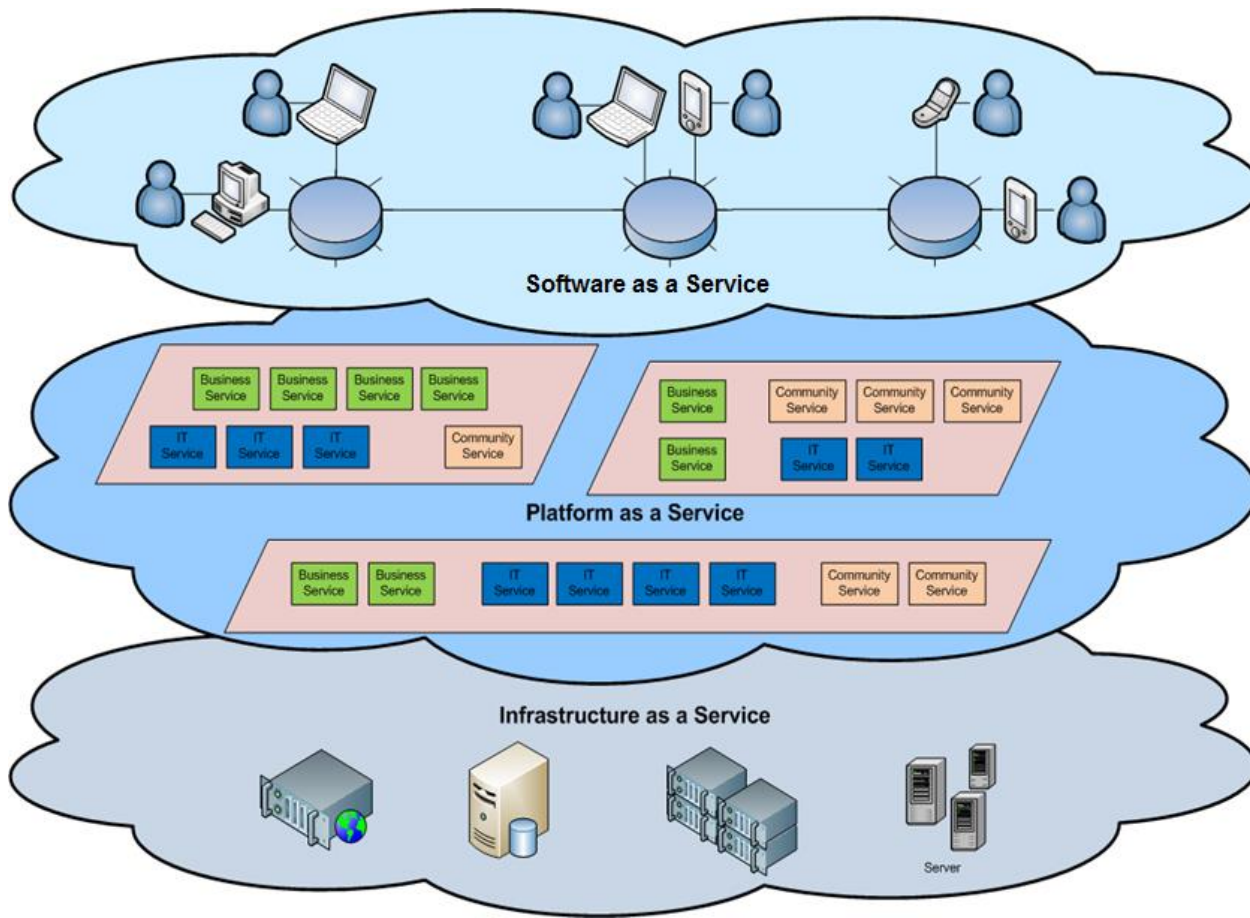 Software as a Service
Business
Service
Business
Service
Business
Service
Business
Service
IT
Service
IT
Service
IT
Service
Community
Service
Business
Service
Community
Service
Community
Service
Community
Service
Business
Service
IT
Service
IT
Service
Platform as a Service
Business
Service
Business
Service
IT
Service
IT
Service
IT
Service
IT
Service
Community
Service
Community
Service
Infrastructure as a Service
Server